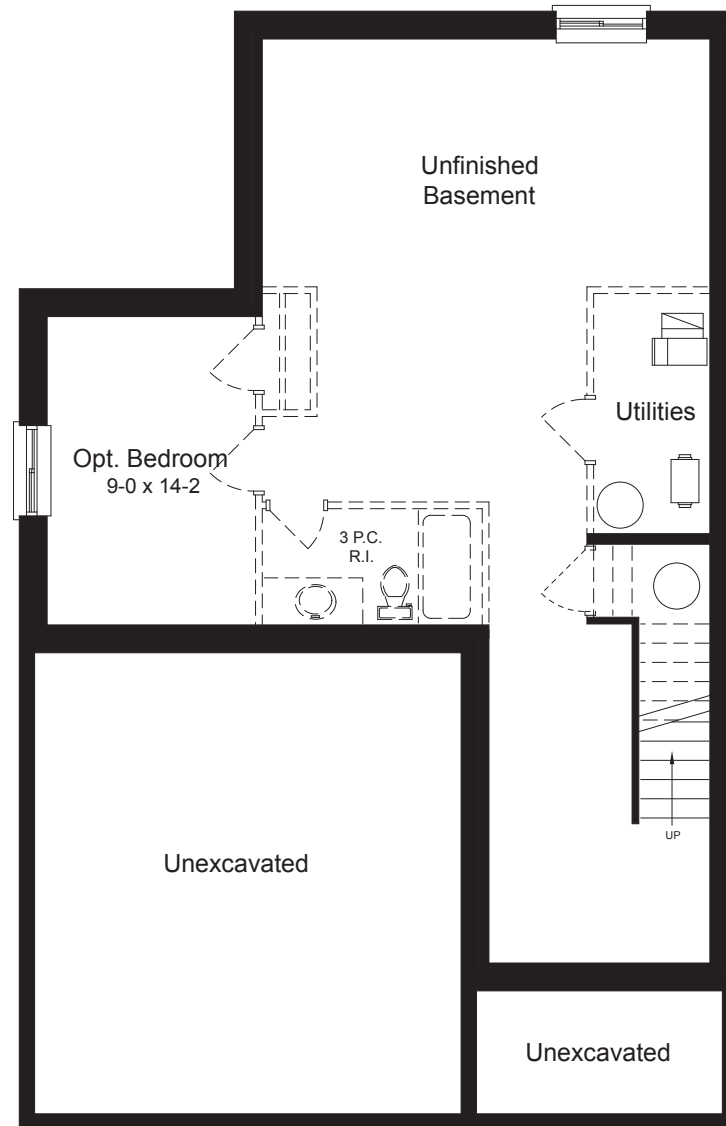 Unfinished
Basement
Utilities
Opt. Bedroom
9-0 x 14-2
3 P.C.
R.I.
UP
Unexcavated
Unexcavated